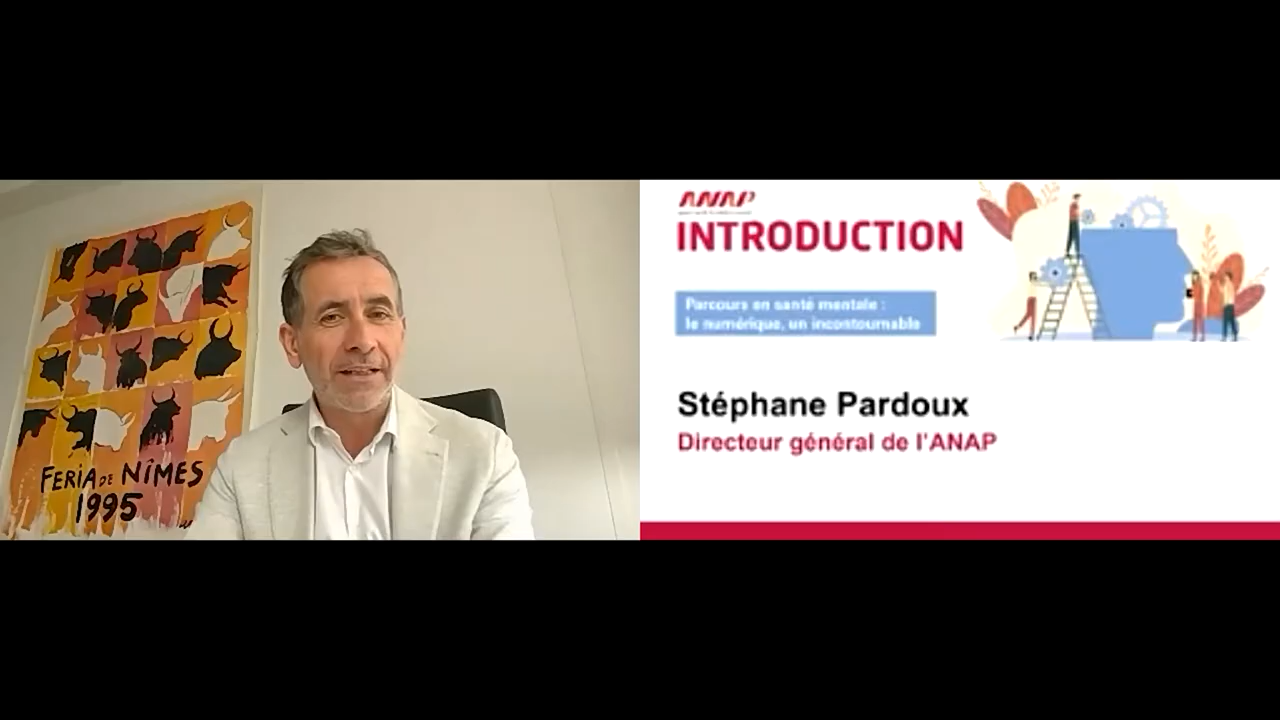 FERIA DE NÎMES
1995
ANAP
INTRODUCTION
Parcours en santé mentale :
le numérique, un incontournable
Stéphane Pardoux
Directeur général de l'ANAP